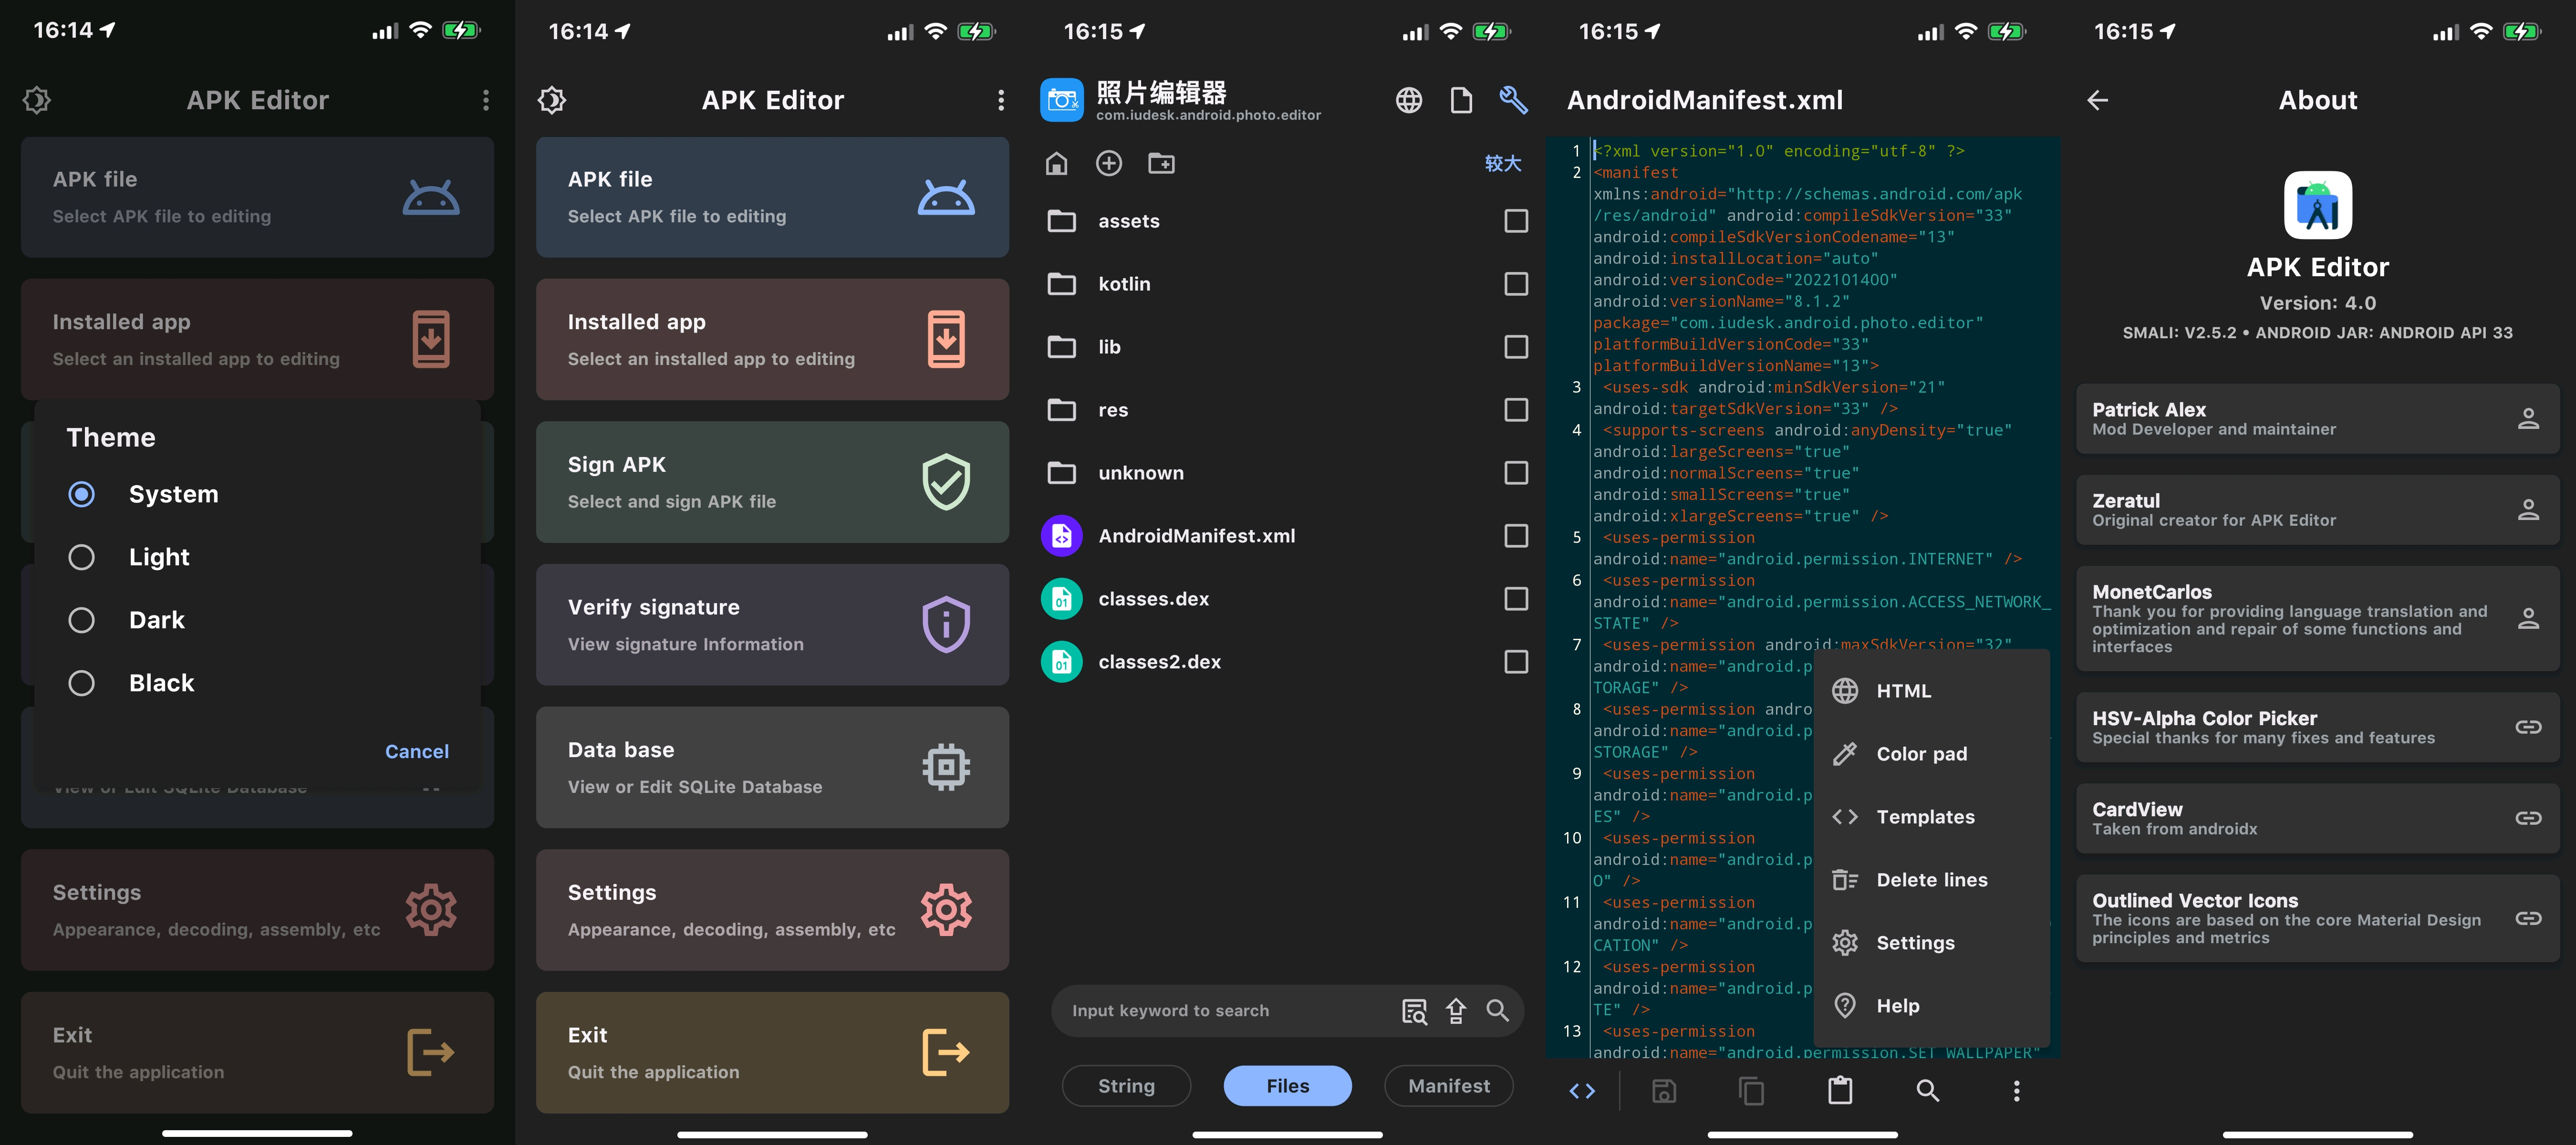 16:14
APK Editor
APK file
Select APK file to editing
Installed app
Select an installed app to editing
Theme
System
Light
Dark
Black
Cancel
View or Edit SQLite Database
Settings
Appearance, decoding, assembly, etc
Exit
Quit the application
16:14
APK Editor
APK file
Select APK file to editing
Installed app
Select an installed app to editing
Sign APK
Select and sign APK file
Verify signature
View signature Information
Data base
View or Edit SQLite Database
Settings
Appearance, decoding, assembly, etc
Exit
Quit the application
16:15
照片编辑器
com.iudesk.android.photo.editor
较大
assets
kotlin
lib
res
unknown
AndroidManifest.xml
classes.dex
classes2.dex
Input keyword to search
String Files Manifest
16:15
AndroidManifest.xml
1 <?xml version="1.0" encoding="utf-8" ?>
2 <manifest
xmlns:android="http://schemas.android.com/apk
/res/android" android:compileSdkVersion="33"
android:compileSdkVersionCodename="13"
android:installLocation="auto"
android:versionCode="2022101400"
android:versionName="8.1.2"
package="com.iudesk.android.photo.editor"
platformBuildVersionCode="33"
platformBuildVersionName="13">
3 <uses-sdk android:minSdkVersion="21"
android:targetSdkVersion="33" />
4 <supports-screens android:anyDensity="true"
android:largeScreens="true"
android:normalScreens="true"
android:smallScreens="true"
android:xlargeScreens="true" />
5 <uses-permission
android:name="android.permission.INTERNET" />
6 <uses-permission
android:name="android.permission.ACCESS_NETWORK_
STATE" />
7 <uses-permission android:maxSdkVersion="32"
android:name="android.p
TORAGE" />
8 <uses-permission andro
android:name="android.p
STORAGE" />
9 <uses-permission
android:name="android.p
ES" />
10 <uses-permission
android:name="android.p
O" />
11 <uses-permission
android:name="android.p
CATION" />
12 <uses-permission
android:name="android.p
TE" />
13 <uses-permission
android:name="android.permission.SET_WALLPAPER"
HTML
Color pad
Templates
Delete lines
Settings
Help
16:15
About
APK Editor
Version: 4.0
SMALI: V2.5.2 • ANDROID JAR: ANDROID API 33
Patrick Alex
Mod Developer and maintainer
Zeratul
Original creator for APK Editor
MonetCarlos
Thank you for providing language translation and
optimization and repair of some functions and
interfaces
HSV-Alpha Color Picker
Special thanks for many fixes and features
CardView
Taken from androidx
Outlined Vector Icons
The icons are based on the core Material Design
principles and metrics